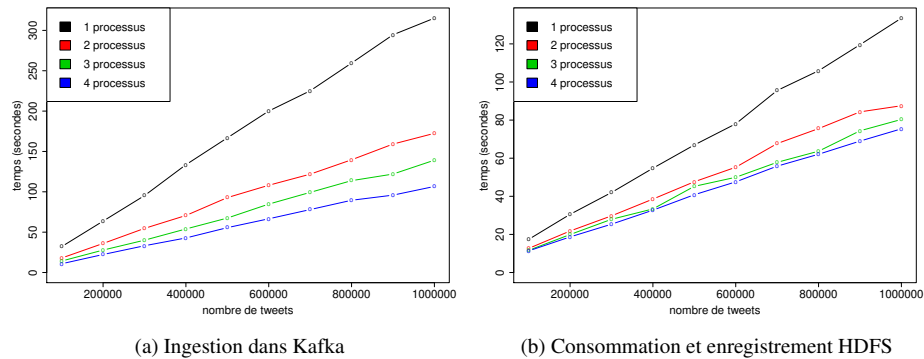 1 processus
2 processus
3 processus
4 processus
temps (secondes)
0 50 100 150 200 250 300
200000 400000 600000 800000 1000000
nombre de tweets
(a) Ingestion dans Kafka
1 processus
2 processus
3 processus
4 processus
temps (secondes)
0 20 40 60 80 100 120
200000 400000 600000 800000 1000000
nombre de tweets
(b) Consommation et enregistrement HDFS